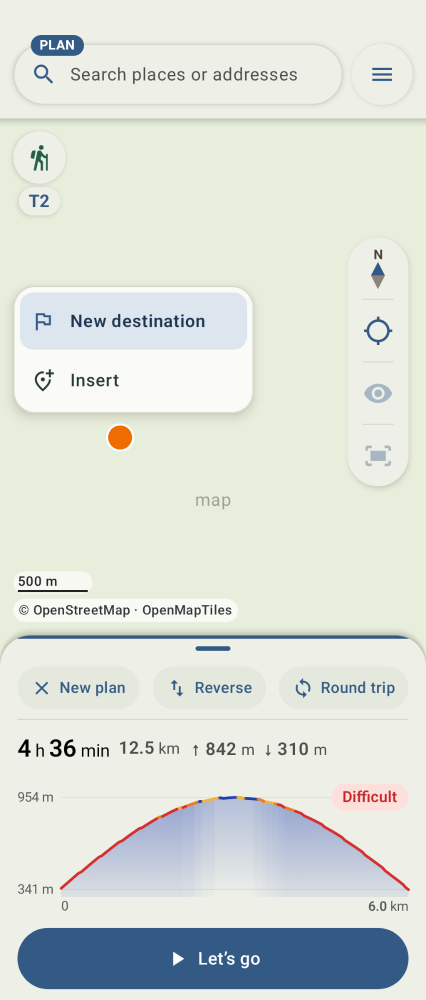 PLAN
Search places or addresses
T2
N
New destination
Insert
map
500 m
© OpenStreetMap · OpenMapTiles
New plan
Reverse
Round trip
4 h 36 min 12.5 km ↑ 842 m ↓ 310 m
954 m
Difficult
341 m
0
6.0 km
Let's go